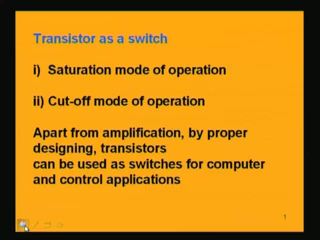 Transistor as a switch
i) Saturation mode of operation
ii) Cut-off mode of operation
Apart from amplification, by proper
designing, transistors
can be used as switches for computer
and control applications
1